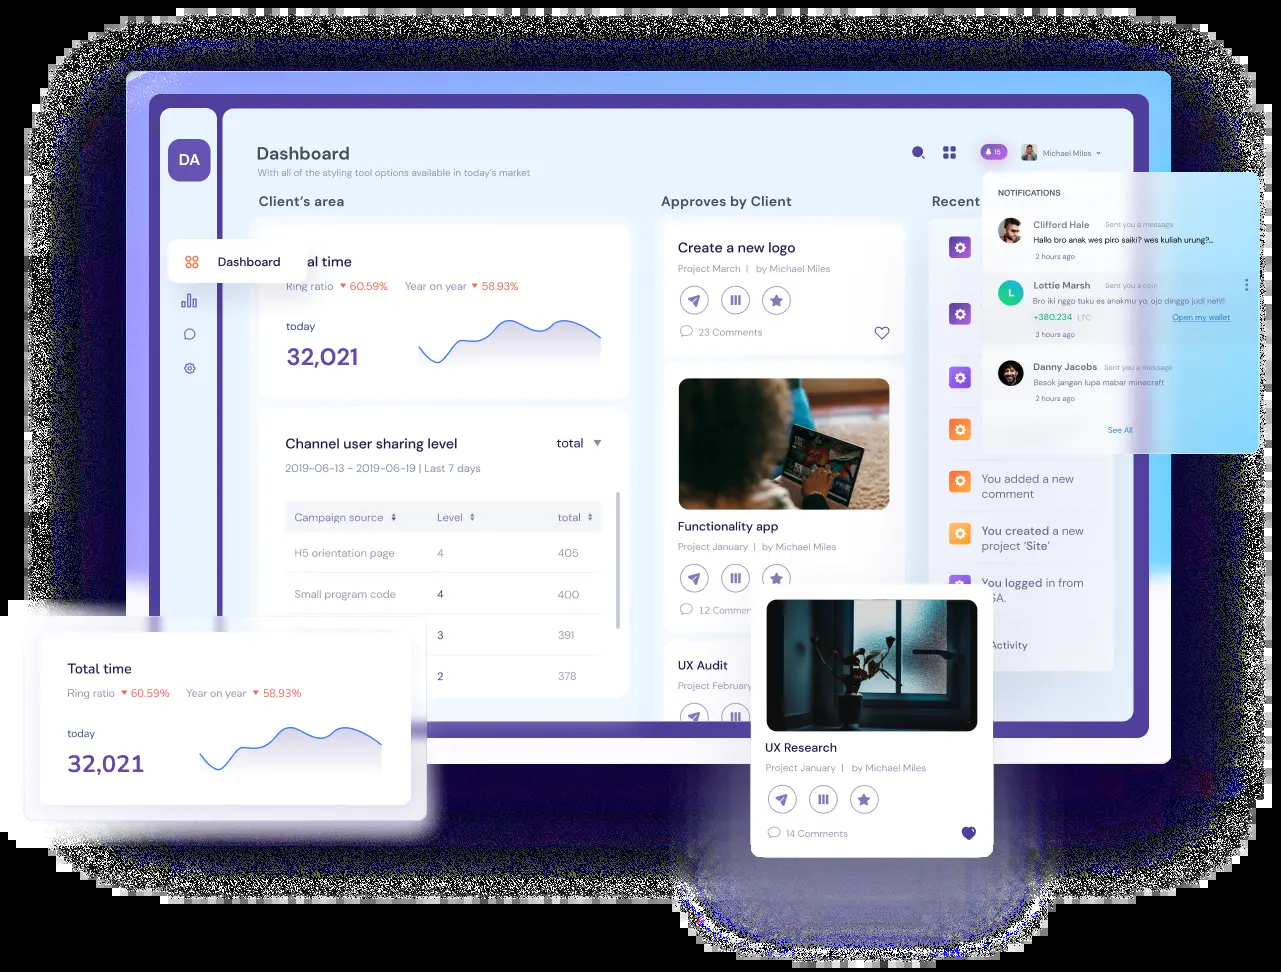 DA
Dashboard
With all of the styling tool options available in today's market
15
Michael Miles
Client's area
Approves by Client
Recent
Dashboard
al time
Ring ratio 60.59% Year on year 58.93%
today
32,021
Channel user sharing level
total
2019-06-13 - 2019-06-19 | Last 7 days
Campaign source Level total
H5 orientation page 4 405
Small program code 4 400
3 391
2 378
Create a new logo
Project March | by Michael Miles
23 Comments
Functionality app
Project January | by Michael Miles
12 Commen
UX Audit
Project February
You added a new
comment
You created a new
project 'Site'
You logged in from
SA.
Activity
NOTIFICATIONS
Clifford Hale Sent you a message
Hallo bro anak wes piro saiki? wes kuliah urung?..
2 hours ago
L
Lottie Marsh Sent you a coin
Bro iki nggo tuku es anakmu yo, ojo dinggo judi neh!!
+380.234 LTC Open my wallet
3 hours ago
Danny Jacobs Sent you a message
Besok jangan lupa mabar minecraft
2 hours ago
See All
Total time
Ring ratio 60.59% Year on year 58.93%
today
32,021
UX Research
Project January | by Michael Miles
14 Comments